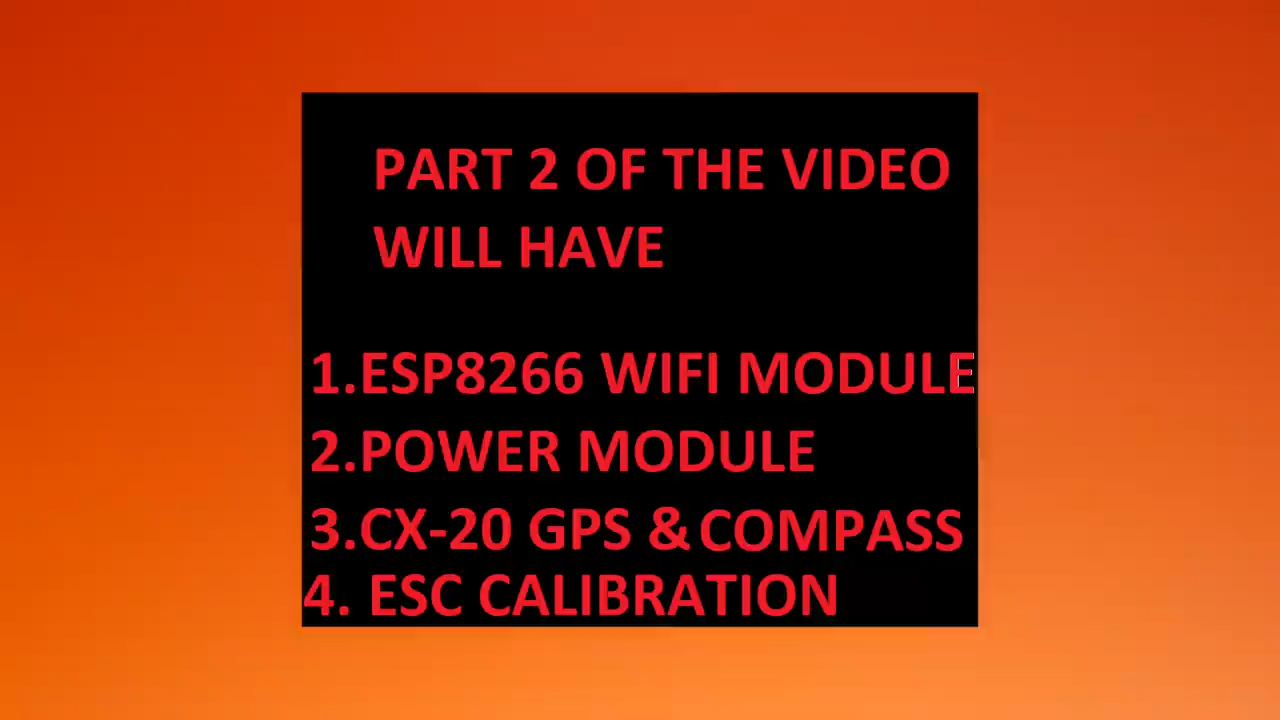 PART 2 OF THE VIDEO
WILL HAVE
1.ESP8266 WIFI MODULE
2.POWER MODULE
3.CX-20 GPS & COMPASS
4. ESC CALIBRATION